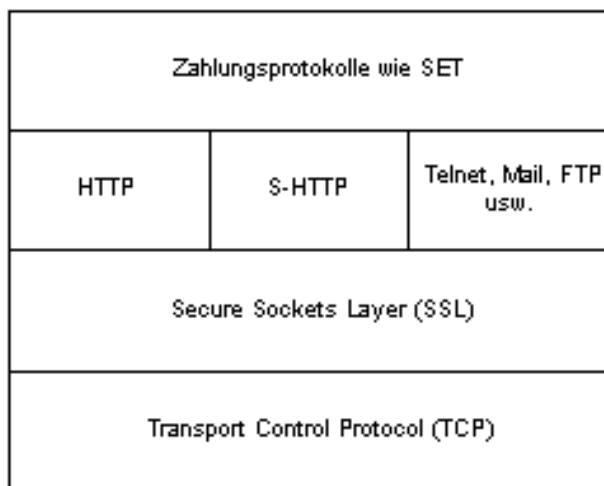 Zahlungsprotokolle wie SET
HTTP
S-HTTP
Telnet, Mail, FTP
usw.
Secure Sockets Layer (SSL)
Transport Control Protocol (TCP)